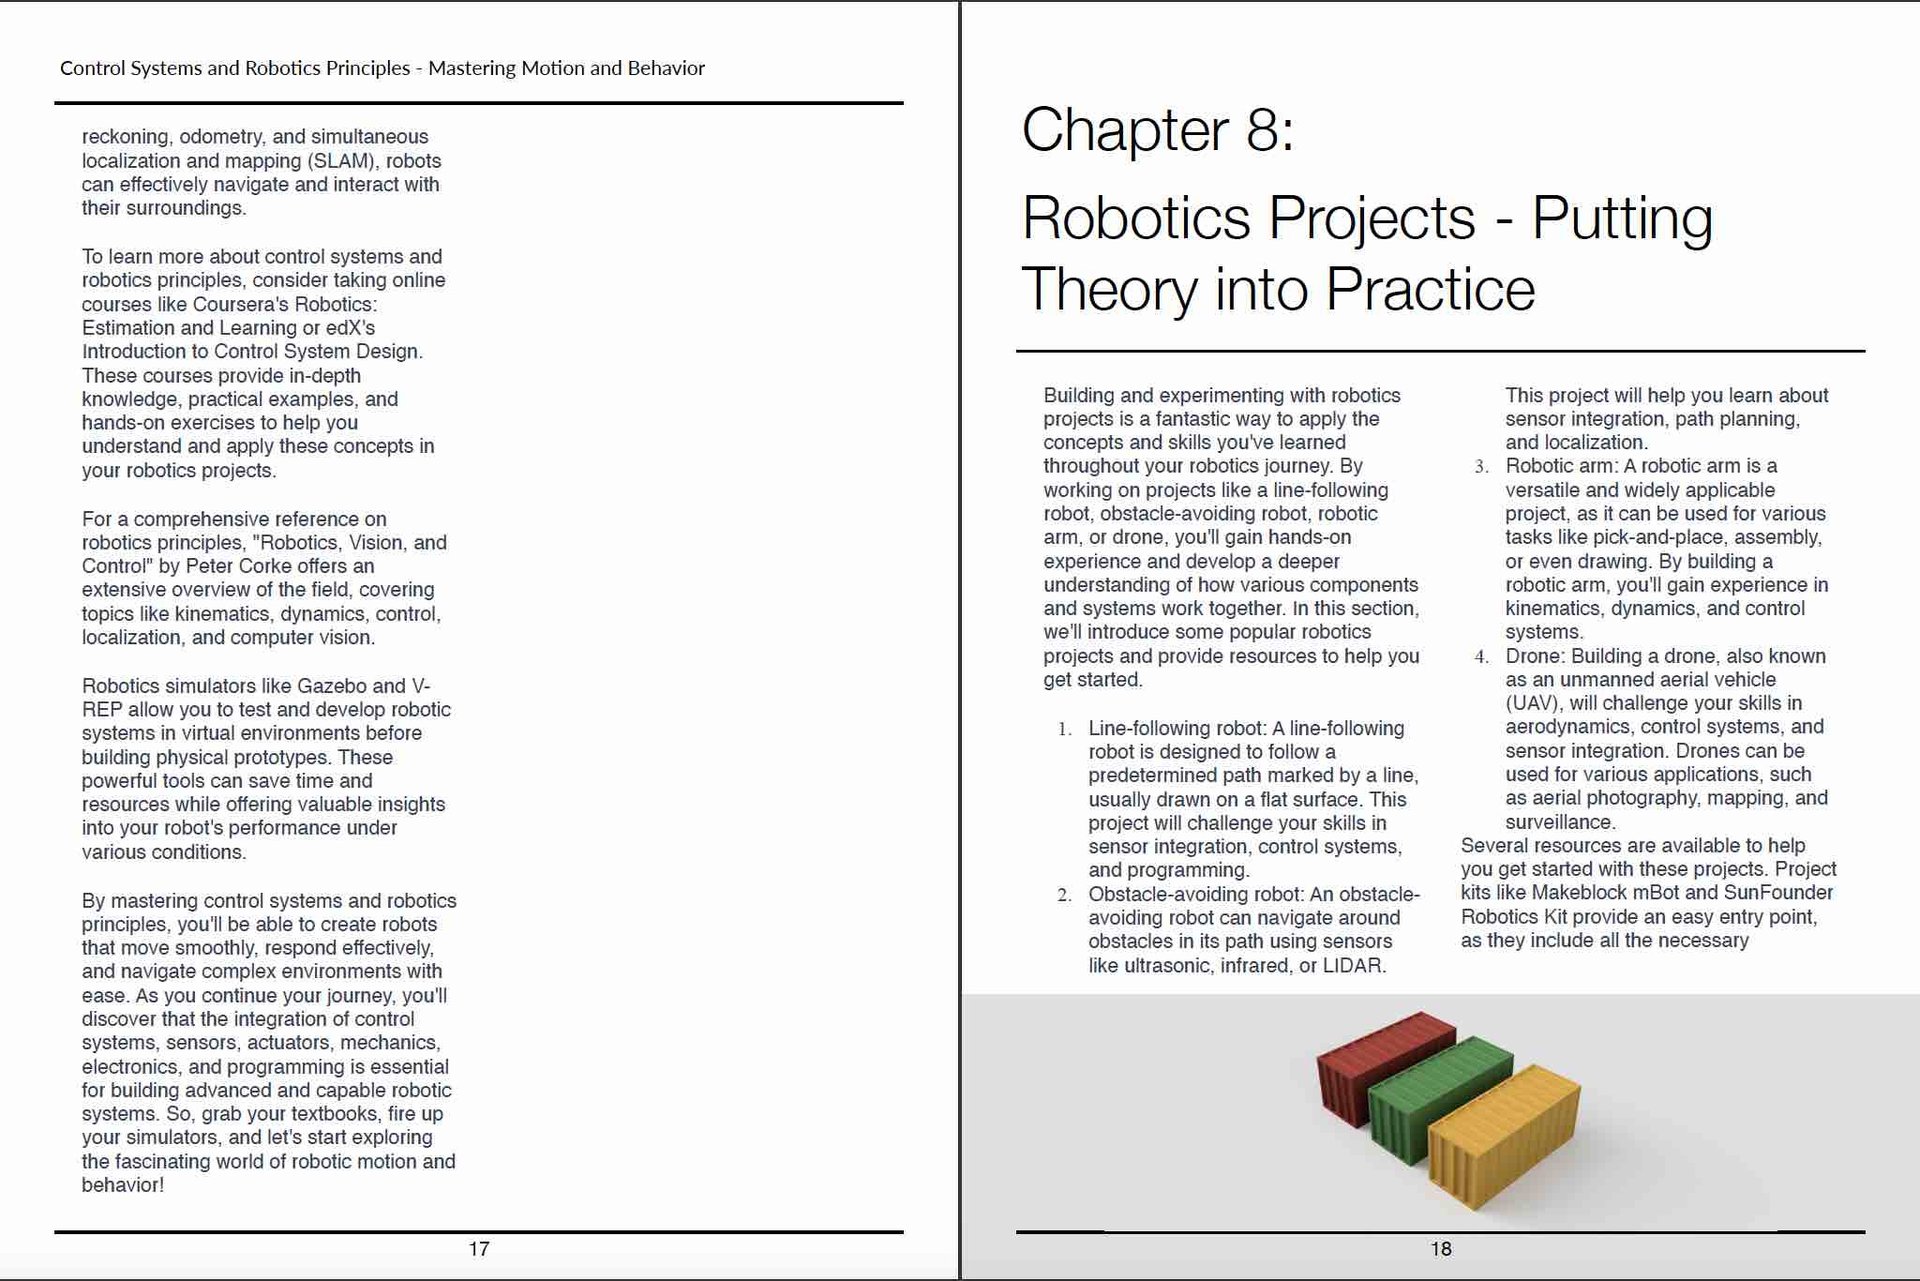 Control Systems and Robotics Principles - Mastering Motion and Behavior
reckoning, odometry, and simultaneous
localization and mapping (SLAM), robots
can effectively navigate and interact with
their surroundings.
To learn more about control systems and
robotics principles, consider taking online
courses like Coursera's Robotics:
Estimation and Learning or edX's
Introduction to Control System Design.
These courses provide in-depth
knowledge, practical examples, and
hands-on exercises to help you
understand and apply these concepts in
your robotics projects.
For a comprehensive reference on
robotics principles, "Robotics, Vision, and
Control" by Peter Corke offers an
extensive overview of the field, covering
topics like kinematics, dynamics, control,
localization, and computer vision.
Robotics simulators like Gazebo and V-
REP allow you to test and develop robotic
systems in virtual environments before
building physical prototypes. These
powerful tools can save time and
resources while offering valuable insights
into your robot's performance under
various conditions.
By mastering control systems and robotics
principles, you'll be able to create robots
that move smoothly, respond effectively,
and navigate complex environments with
ease. As you continue your journey, you'll
discover that the integration of control
systems, sensors, actuators, mechanics,
electronics, and programming is essential
for building advanced and capable robotic
systems. So, grab your textbooks, fire up
your simulators, and let's start exploring
the fascinating world of robotic motion and
behavior!
17
Chapter 8:
Robotics Projects - Putting
Theory into Practice
Building and experimenting with robotics
projects is a fantastic way to apply the
concepts and skills you've learned
throughout your robotics journey. By
working on projects like a line-following
robot, obstacle-avoiding robot, robotic
arm, or drone, you'll gain hands-on
experience and develop a deeper
understanding of how various components
and systems work together. In this section,
we'll introduce some popular robotics
projects and provide resources to help you
get started.
1. Line-following robot: A line-following
robot is designed to follow a
predetermined path marked by a line,
usually drawn on a flat surface. This
project will challenge your skills in
sensor integration, control systems,
and programming.
2. Obstacle-avoiding robot: An obstacle-
avoiding robot can navigate around
obstacles in its path using sensors
like ultrasonic, infrared, or LIDAR.
This project will help you learn about
sensor integration, path planning,
and localization.
3. Robotic arm: A robotic arm is a
versatile and widely applicable
project, as it can be used for various
tasks like pick-and-place, assembly,
or even drawing. By building a
robotic arm, you'll gain experience in
kinematics, dynamics, and control
systems.
4. Drone: Building a drone, also known
as an unmanned aerial vehicle
(UAV), will challenge your skills in
aerodynamics, control systems, and
sensor integration. Drones can be
used for various applications, such
as aerial photography, mapping, and
surveillance.
Several resources are available to help
you get started with these projects. Project
kits like Makeblock mBot and SunFounder
Robotics Kit provide an easy entry point,
as they include all the necessary
18